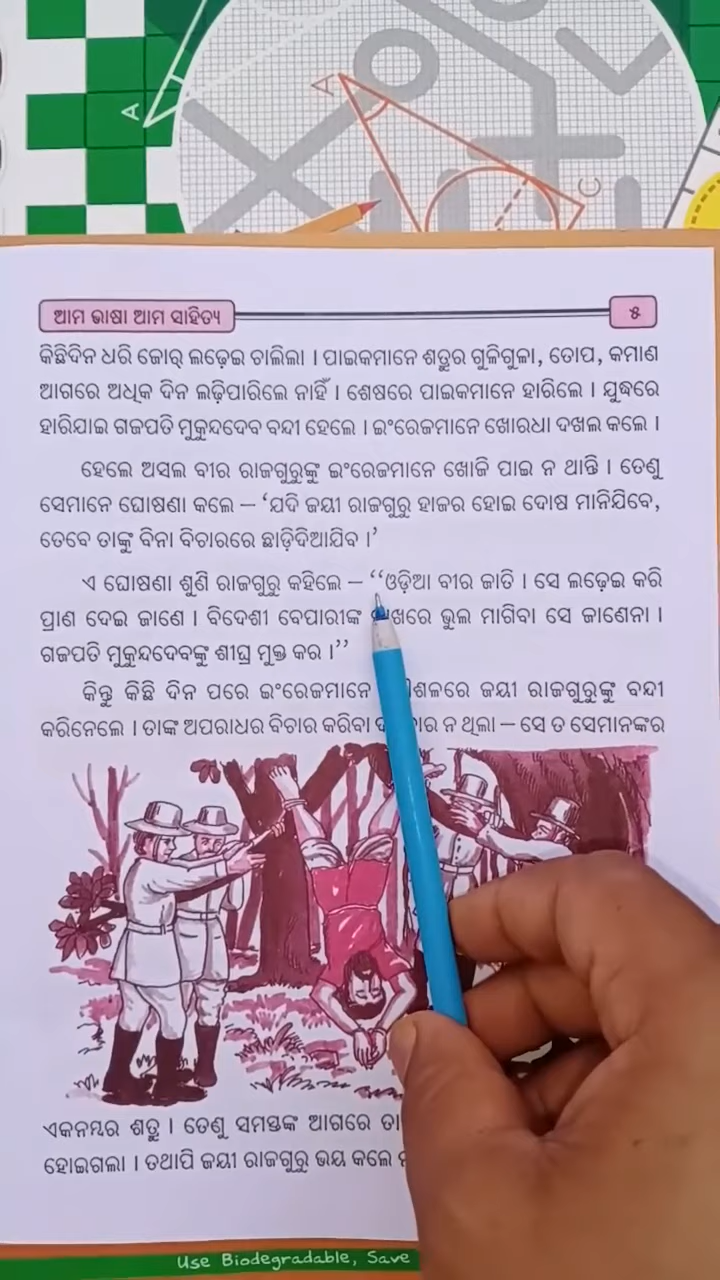 A
A
C
ଆମ ଭାଷା ଆମ ସାହିତ୍ୟ
୫
କିଛିଦିନ ଧରି ଜୋର୍ ଲଢ଼େଇ ଚାଲିଲା । ପାଇକମାନେ ଶତ୍ରୁର ଗୁଳିଗୁଳା, ତୋପ, କମାଣ
ଆଗରେ ଅଧିକ ଦିନ ଲଢ଼ିପାରିଲେ ନାହିଁ । ଶେଷରେ ପାଇକମାନେ ହାରିଲେ । ଯୁଦ୍ଧରେ
ହାରିଯାଇ ଗଜପତି ମୁକୁନ୍ଦଦେବ ବନ୍ଦୀ ହେଲେ । ଇଂରେଜମାନେ ଖୋରଧା ଦଖଲ କଲେ ।
ହେଲେ ଅସଲ ବୀର ରାଜଗୁରୁଙ୍କୁ ଇଂରେଜମାନେ ଖୋଜି ପାଇ ନ ଥାନ୍ତି । ତେଣୁ
ସେମାନେ ଘୋଷଣା କଲେ – ‘ଯଦି ଜୟୀ ରାଜଗୁରୁ ହାଜର ହୋଇ ଦୋଷ ମାନିଯିବେ,
ତେବେ ତାଙ୍କୁ ବିନା ବିଚାରରେ ଛାଡ଼ିଦିଆଯିବ ।’
ଏ ଘୋଷଣା ଶୁଣି ରାଜଗୁରୁ କହିଲେ – ‘‘ଓଡ଼ିଆ ବୀର ଜାତି । ସେ ଲଢ଼େଇ କରି
ପ୍ରାଣ ଦେଇ ଜାଣେ । ବିଦେଶୀ ବେପାରୀଙ୍କ ଭୁଲ ମାଗିବା ସେ ଜାଣେନା ।
ଗଜପତି ମୁକୁନ୍ଦଦେବଙ୍କୁ ଶୀଘ୍ର ମୁକ୍ତ କର ।’’
କିନ୍ତୁ କିଛି ଦିନ ପରେ ଇଂରେଜମାନେ ଜୟୀ ରାଜଗୁରୁଙ୍କୁ ବନ୍ଦୀ
କରିନେଲେ । ତାଙ୍କ ଅପରାଧର ବିଚାର କରିବା ନ ଥିଲା – ସେ ତ ସେମାନଙ୍କର
ଏକନମ୍ବର ଶତ୍ରୁ । ତେଣୁ ସମସ୍ତଙ୍କ ଆଗରେ
ହୋଇଗଲା । ତଥାପି ଜୟୀ ରାଜଗୁରୁ ଭୟ କଲେ
Use Biodegradable, Save